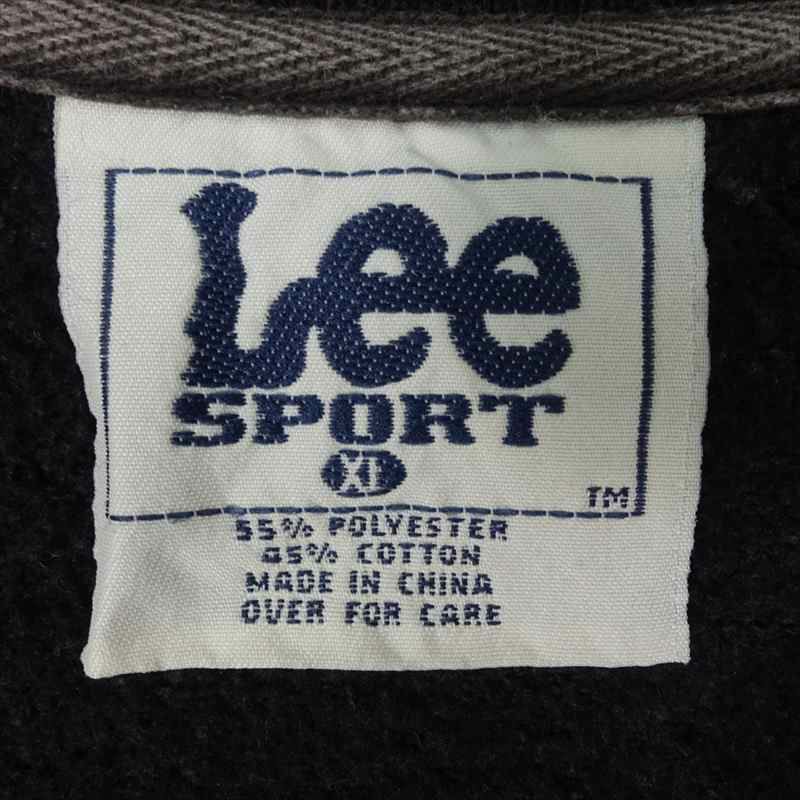 Lee
SPORT
XL
TM
55% POLYESTER
45% COTTON
MADE IN CHINA
OVER FOR CARE